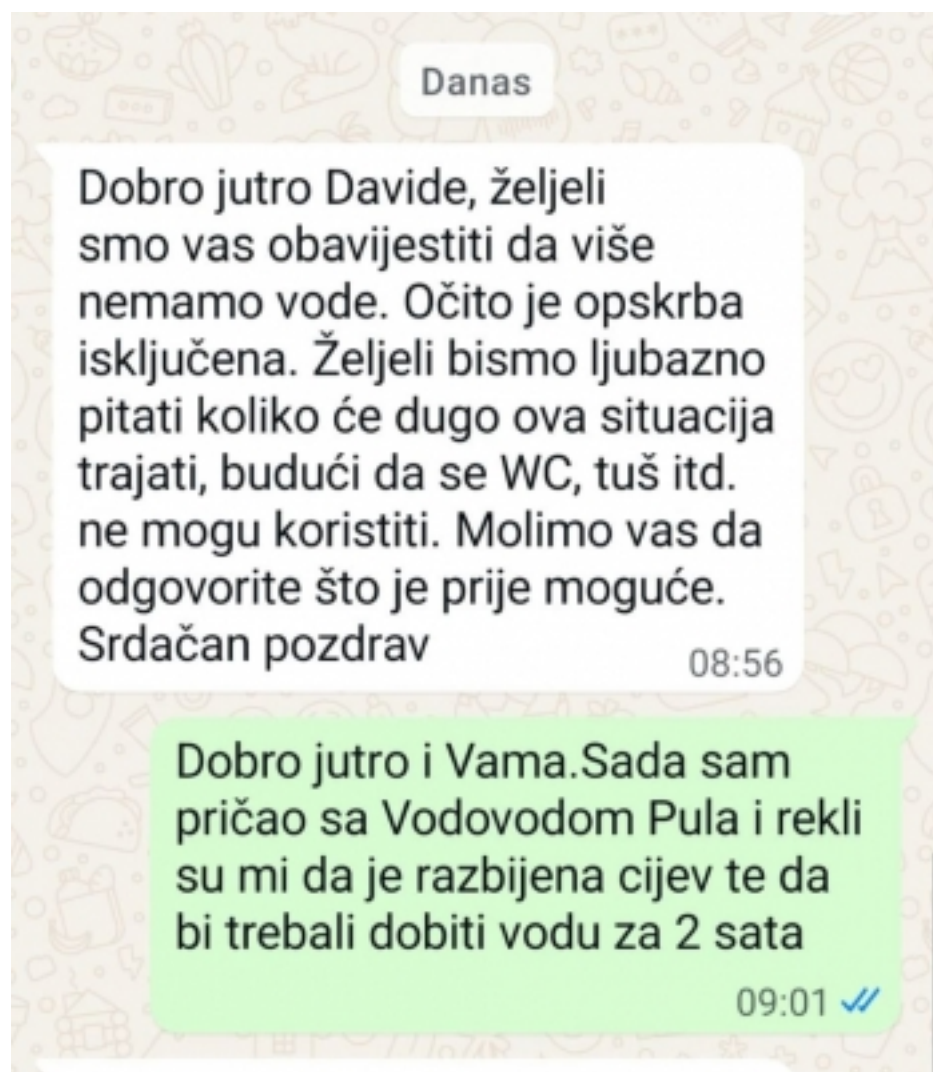 Danas
Dobro jutro Davide, željeli
smo vas obavijestiti da više
nemamo vode. Očito je opskrba
isključena. Željeli bismo ljubazno
pitati koliko će dugo ova situacija
trajati, budući da se WC, tuš itd.
ne mogu koristiti. Molimo vas da
odgovorite što je prije moguće.
Srdačan pozdrav
08:56
Dobro jutro i Vama.Sada sam
pričao sa Vodovodom Pula i rekli
su mi da je razbijena cijev te da
bi trebali dobiti vodu za 2 sata
09:01